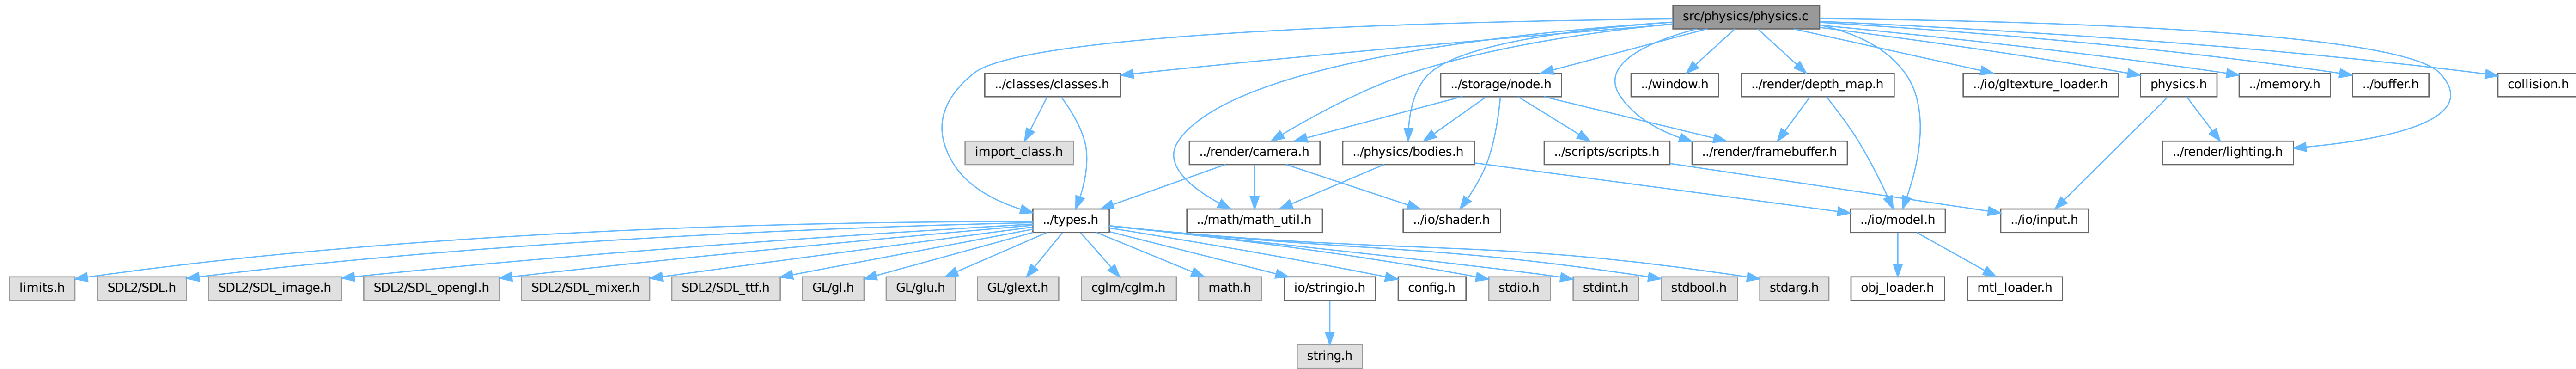 src/physics/physics.c
../classes/classes.h
../storage/node.h
../window.h
../render/depth_map.h
../io/gltexture_loader.h
physics.h
../memory.h
../buffer.h
collision.h
import_class.h
../render/camera.h
../physics/bodies.h
../scripts/scripts.h
../render/framebuffer.h
../render/lighting.h
../types.h
../math/math_util.h
../io/shader.h
../io/model.h
../io/input.h
limits.h
SDL2/SDL.h
SDL2/SDL_image.h
SDL2/SDL_opengl.h
SDL2/SDL_mixer.h
SDL2/SDL_ttf.h
GL/gl.h
GL/glu.h
GL/glext.h
cglm/cglm.h
math.h
io/stringio.h
config.h
stdio.h
stdint.h
stdbool.h
stdarg.h
obj_loader.h
mtl_loader.h
string.h